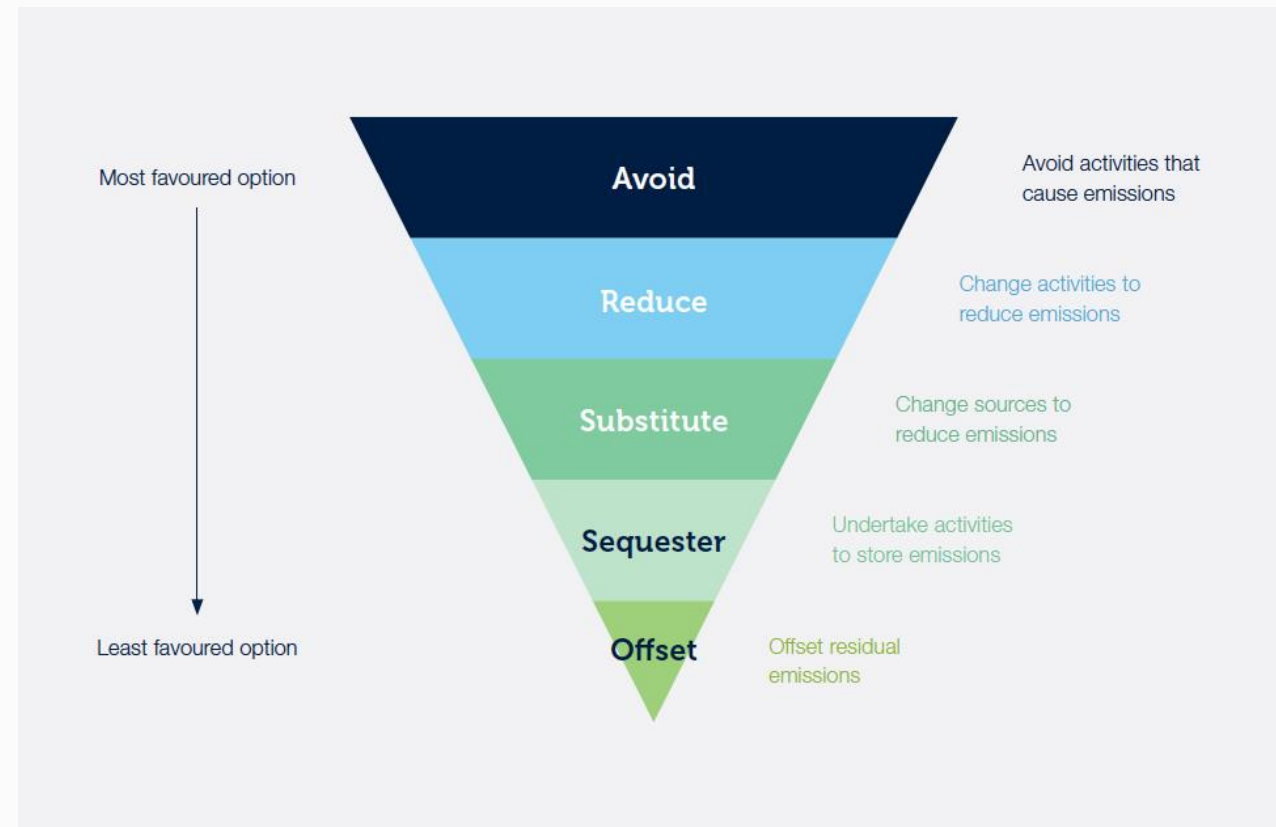 Most favoured option
Avoid
Avoid activities that
cause emissions
Reduce
Change activities to
reduce emissions
Substitute
Change sources to
reduce emissions
Sequester
Undertake activities
to store emissions
Least favoured option
Offset
Offset residual
emissions